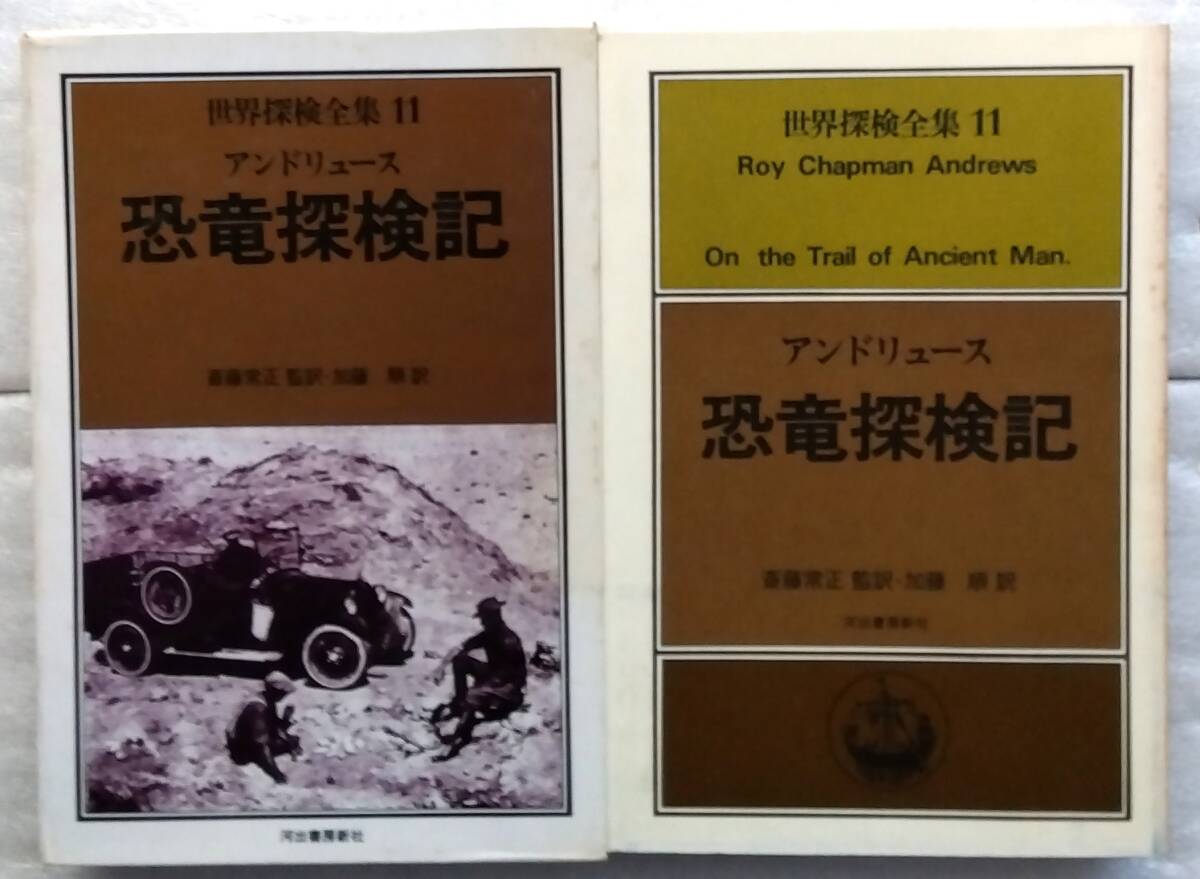 世界探検全集 11
アンドリュース
恐竜探検記
斎藤常正 監訳・加藤 順 訳
河出書房新社
世界探検全集 11
Roy Chapman Andrews
On the Trail of Ancient Man.
アンドリュース
恐竜探検記
斎藤常正 監訳・加藤 順 訳
河出書房新社